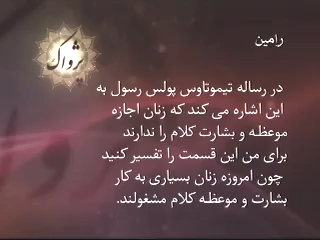 پژواک
رامین
در رساله تیموتاوس پولس رسول به
این اشاره می کند که زنان اجازه
موعظه و بشارت کلام را ندارند
برای من این قسمت را تفسیر کنید
چون امروزه زنان بسیاری به کار
بشارت و موعظه کلام مشغولند.